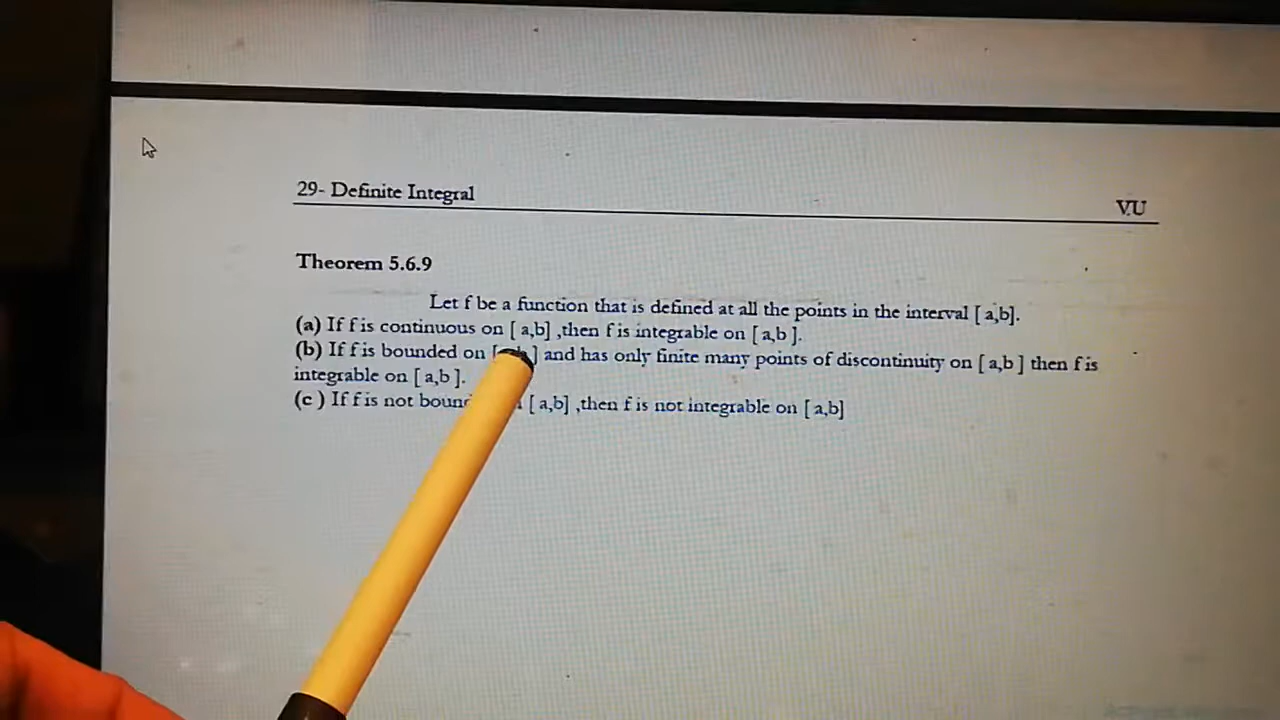 29- Definite Integral
VU
Theorem 5.6.9
Let f be a function that is defined at all the points in the interval [ a,b].
(a) If f is continuous on [ a,b] ,then f is integrable on [ a,b ].
(b) If f is bounded on [ ] and has only finite many points of discontinuity on [ a,b ] then f is
integrable on [ a,b ].
(c ) If f is not [ a,b] ,then f is not integrable on [ a,b]